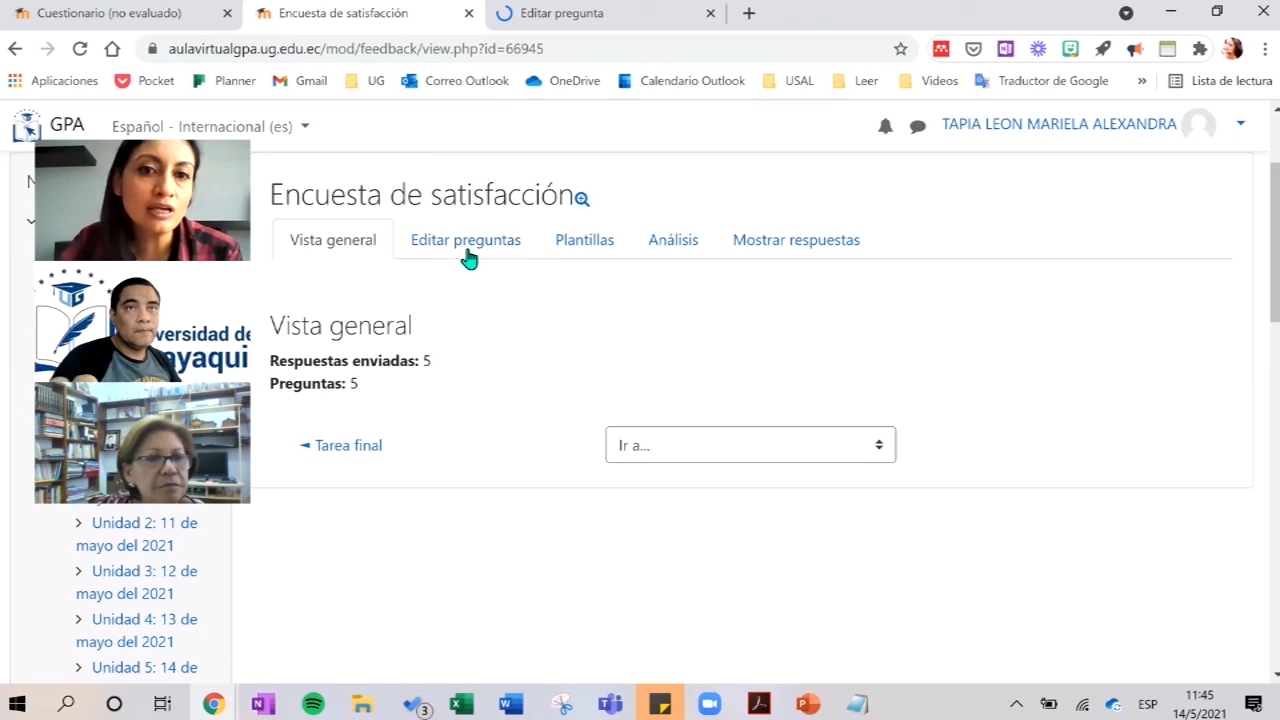 Cuestionario (no evaluado)
Encuesta de satisfacción
Editar pregunta
aulavirtualgpa.ug.edu.ec/mod/feedback/view.php?id=66945
Aplicaciones
Pocket
Planner
Gmail
UG
Correo Outlook
OneDrive
Calendario Outlook
USAL
Leer
Videos
Traductor de Google
»
Lista de lectura
GPA
Español - Internacional (es)
TAPIA LEON MARIELA ALEXANDRA
Encuesta de satisfacción
Vista general
Editar preguntas
Plantillas
Análisis
Mostrar respuestas
Vista general
Respuestas enviadas: 5
Preguntas: 5
◄ Tarea final
Ir a...
UG
versidad de
ayaqui
Unidad 2: 11 de
mayo del 2021
Unidad 3: 12 de
mayo del 2021
Unidad 4: 13 de
mayo del 2021
Unidad 5: 14 de
3
ESP
11:45
14/5/2021